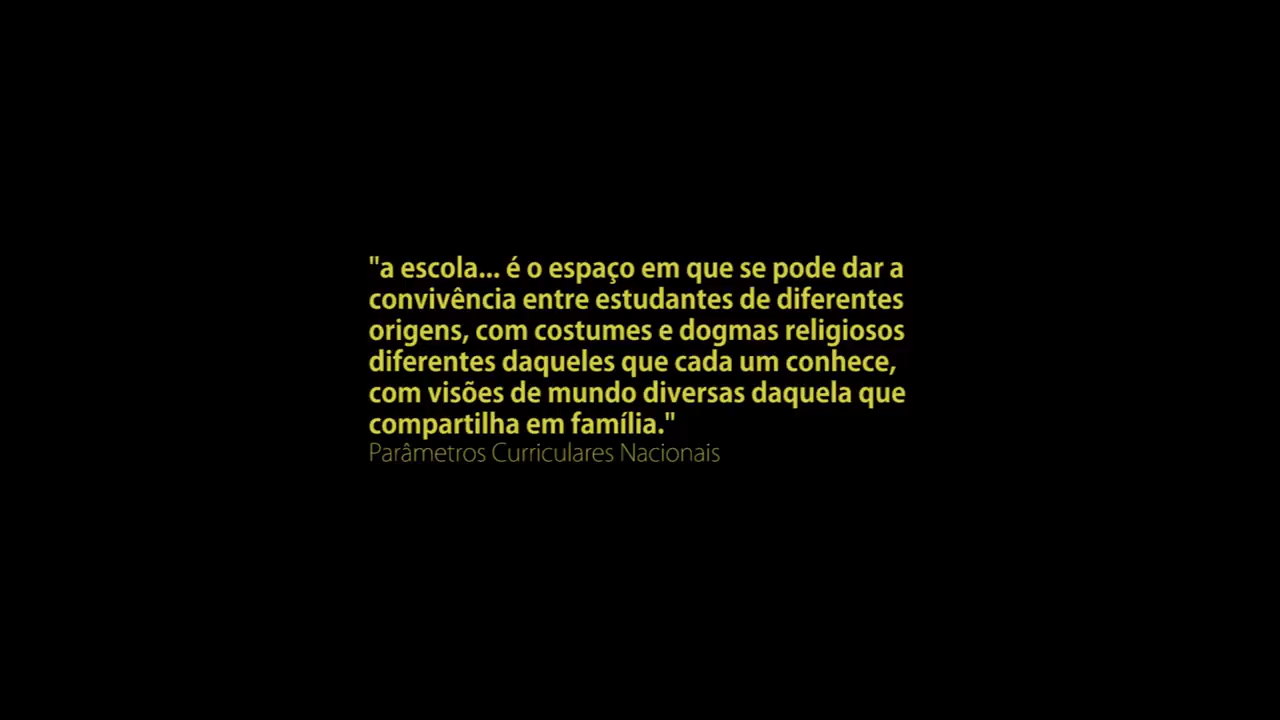 "a escola... é o espaço em que se pode dar a
convivência entre estudantes de diferentes
origens, com costumes e dogmas religiosos
diferentes daqueles que cada um conhece,
com visões de mundo diversas daquela que
compartilha em família."
Parâmetros Curriculares Nacionais